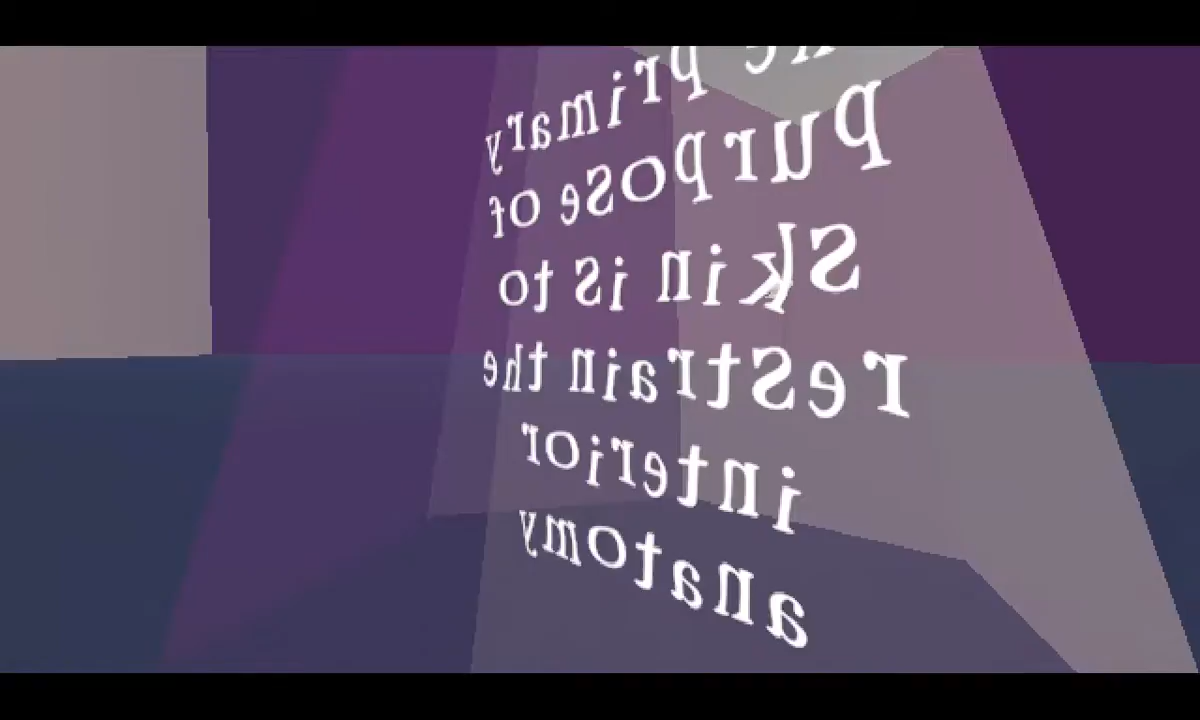 primary
purpose of
skin is to
restrain the
interior
anatomy